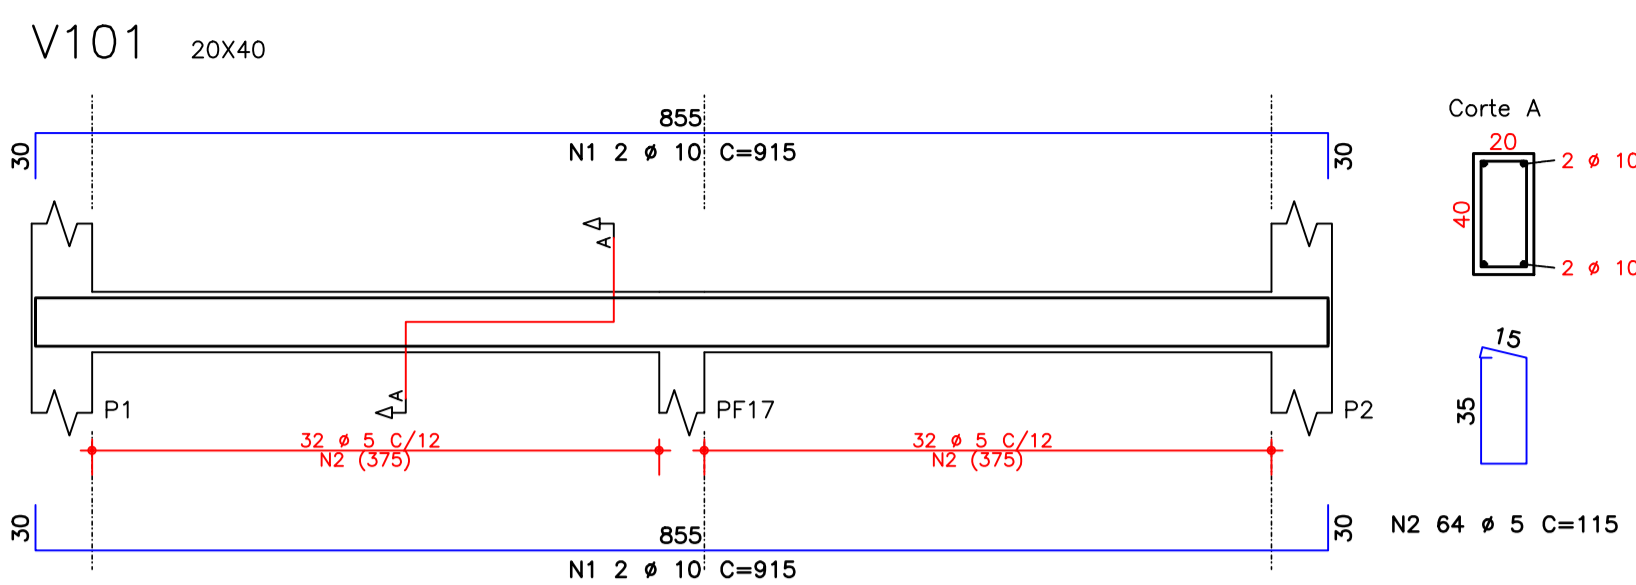 V101 20X40
855
30
30
N1 2 ø 10 C=915
Corte A
20
40
2 ø 10
2 ø 10
A
A
P1
PF17
P2
32 ø 5 C/12
N2 (375)
32 ø 5 C/12
N2 (375)
15
35
N2 64 ø 5 C=115
855
30
30
N1 2 ø 10 C=915